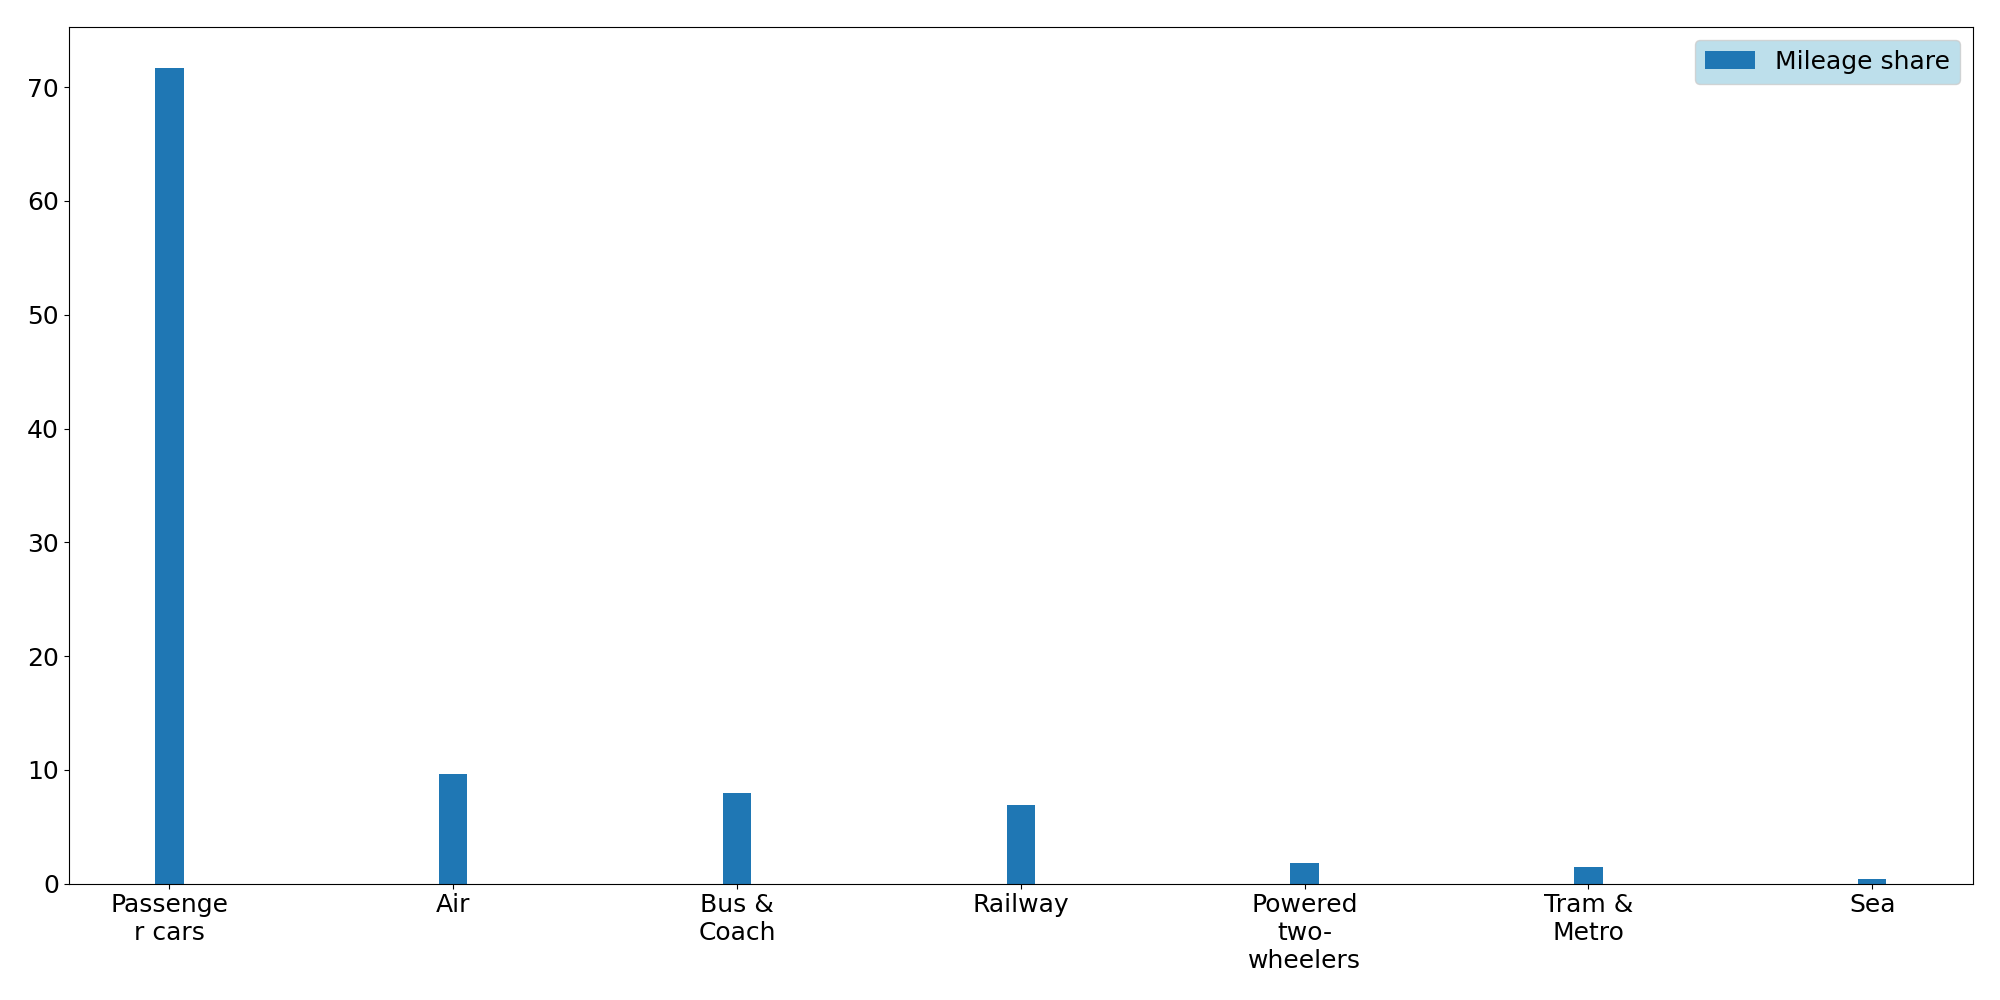 Mileage share
70
60
50
40
30
20
10
0
Passenge
r cars
Air
Bus &
Coach
Railway
Powered
two-
wheelers
Tram &
Metro
Sea